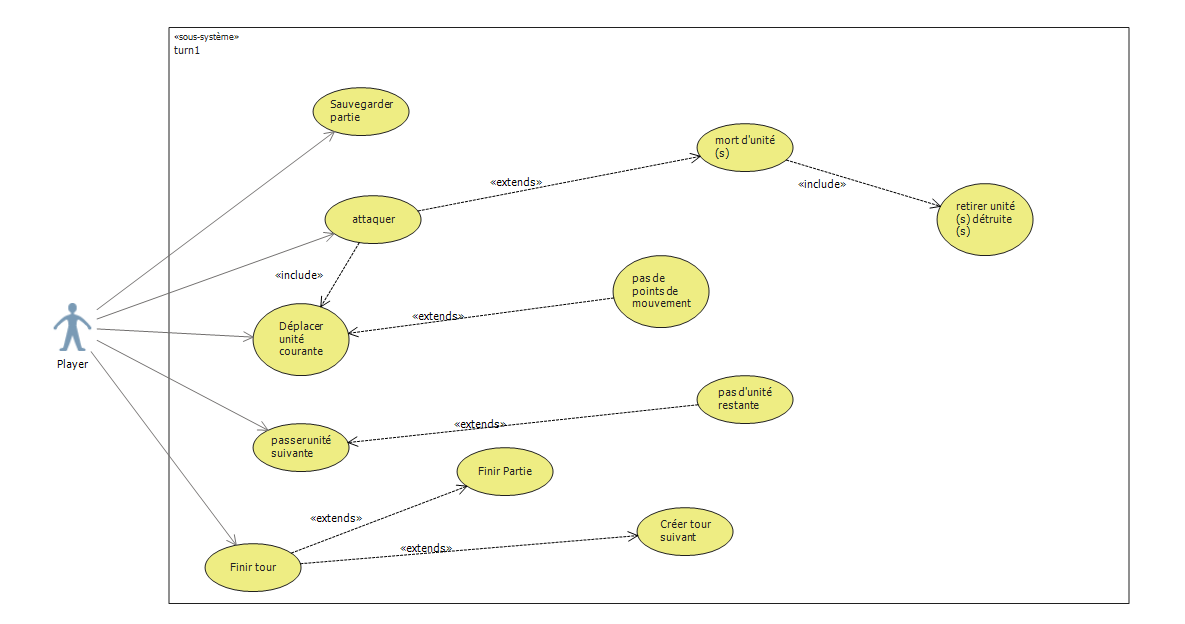 «sous-système»
turn1
Sauvegarder
partie
mort d'unité
(s)
«extends»
«include»
retirer unité
(s) détruite
(s)
attaquer
«include»
pas de
points de
mouvement
«extends»
Déplacer
unité
courante
Player
pas d'unité
restante
«extends»
passer unité
suivante
Finir Partie
«extends»
Créer tour
suivant
«extends»
Finir tour